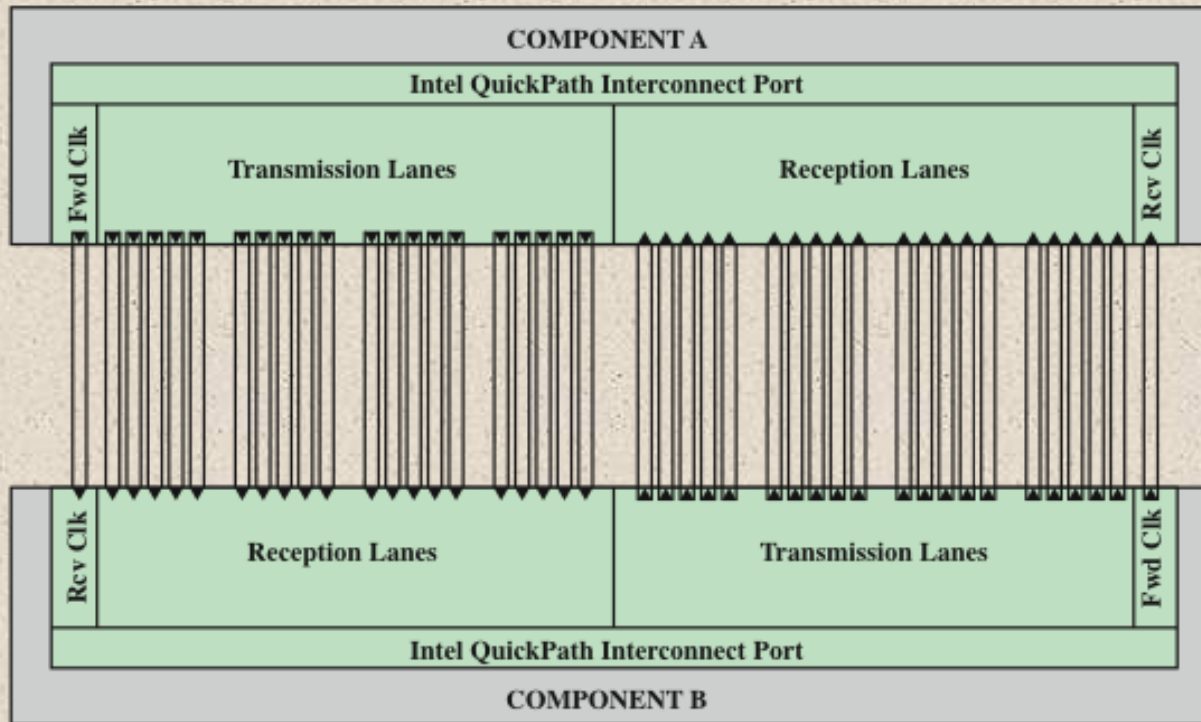 COMPONENT A
Intel QuickPath Interconnect Port
Fwd Clk
Transmission Lanes
Reception Lanes
Rcv Clk
Rcv Clk
Reception Lanes
Transmission Lanes
Fwd Clk
Intel QuickPath Interconnect Port
COMPONENT B